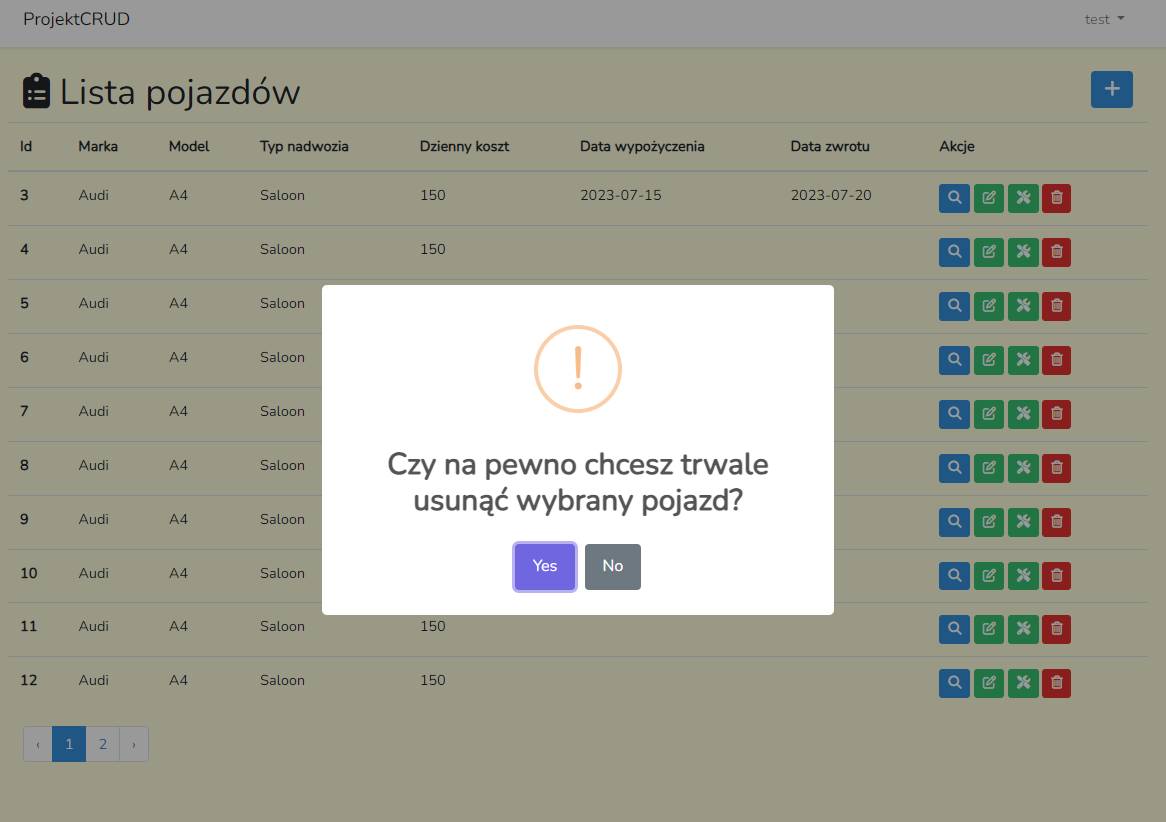 ProjektCRUD test
Lista pojazdów +
Id Marka Model Typ nadwozia Dzienny koszt Data wypożyczenia Data zwrotu Akcje
3 Audi A4 Saloon 150 2023-07-15 2023-07-20
4 Audi A4 Saloon 150
5 Audi A4 Saloon
6 Audi A4 Saloon
7 Audi A4 Saloon
8 Audi A4 Saloon
9 Audi A4 Saloon
10 Audi A4 Saloon
11 Audi A4 Saloon 150
12 Audi A4 Saloon 150
!
Czy na pewno chcesz trwale
usunąć wybrany pojazd?
Yes No
‹ 1 2 ›